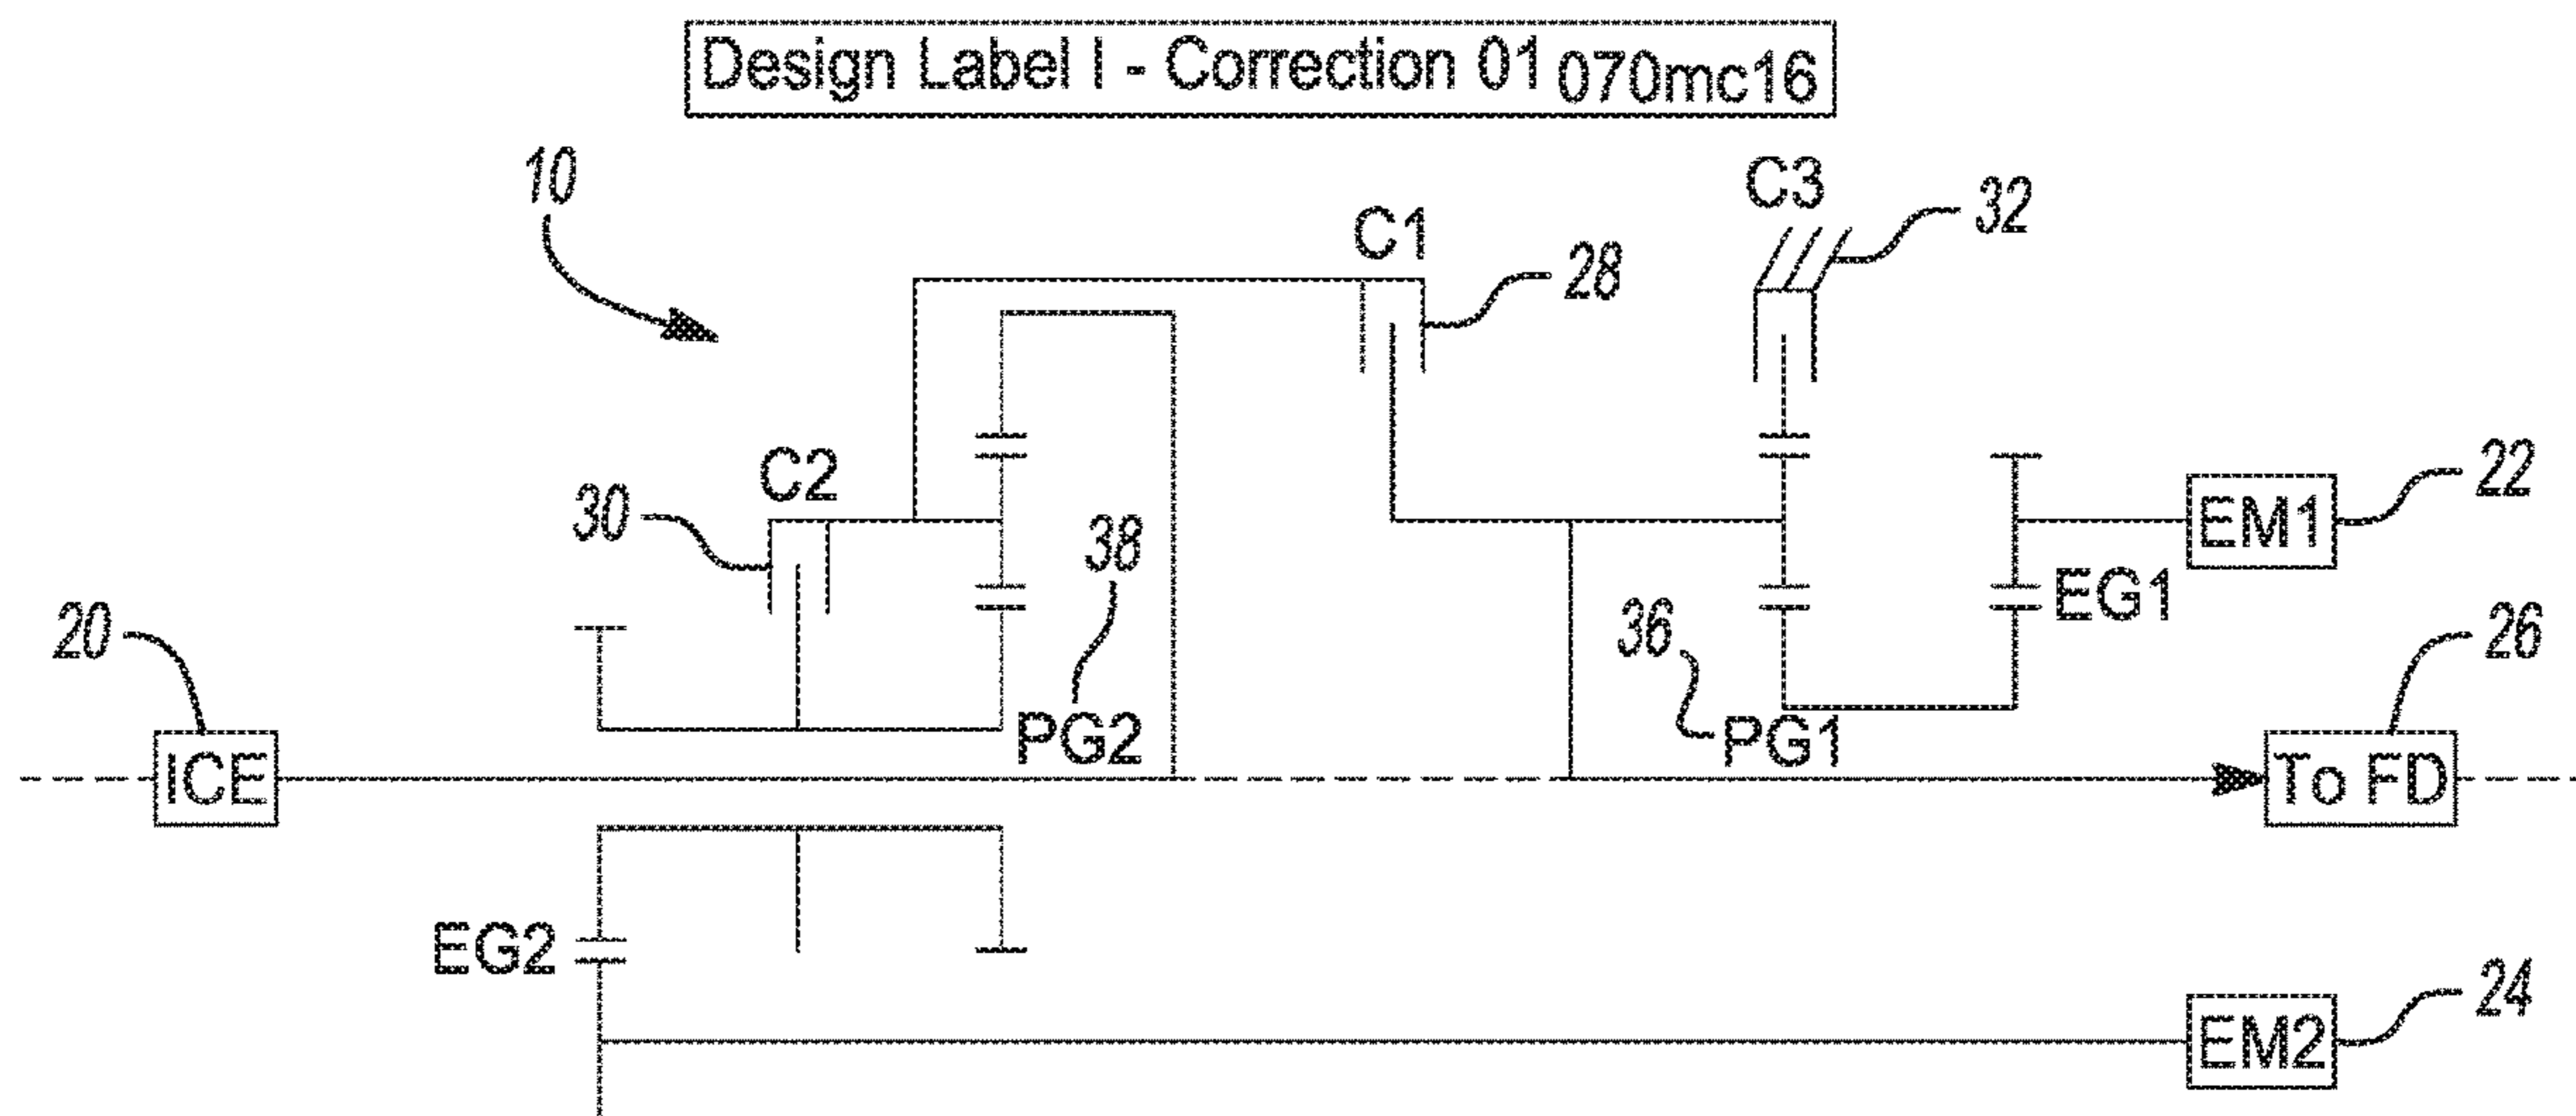 Design Label I - Correction 01 070mc16
10
C3
32
C1
28
C2
30
38
22
EM1
EG1
20
36
26
PG2
PG1
ICE
To FD
EG2
24
EM2